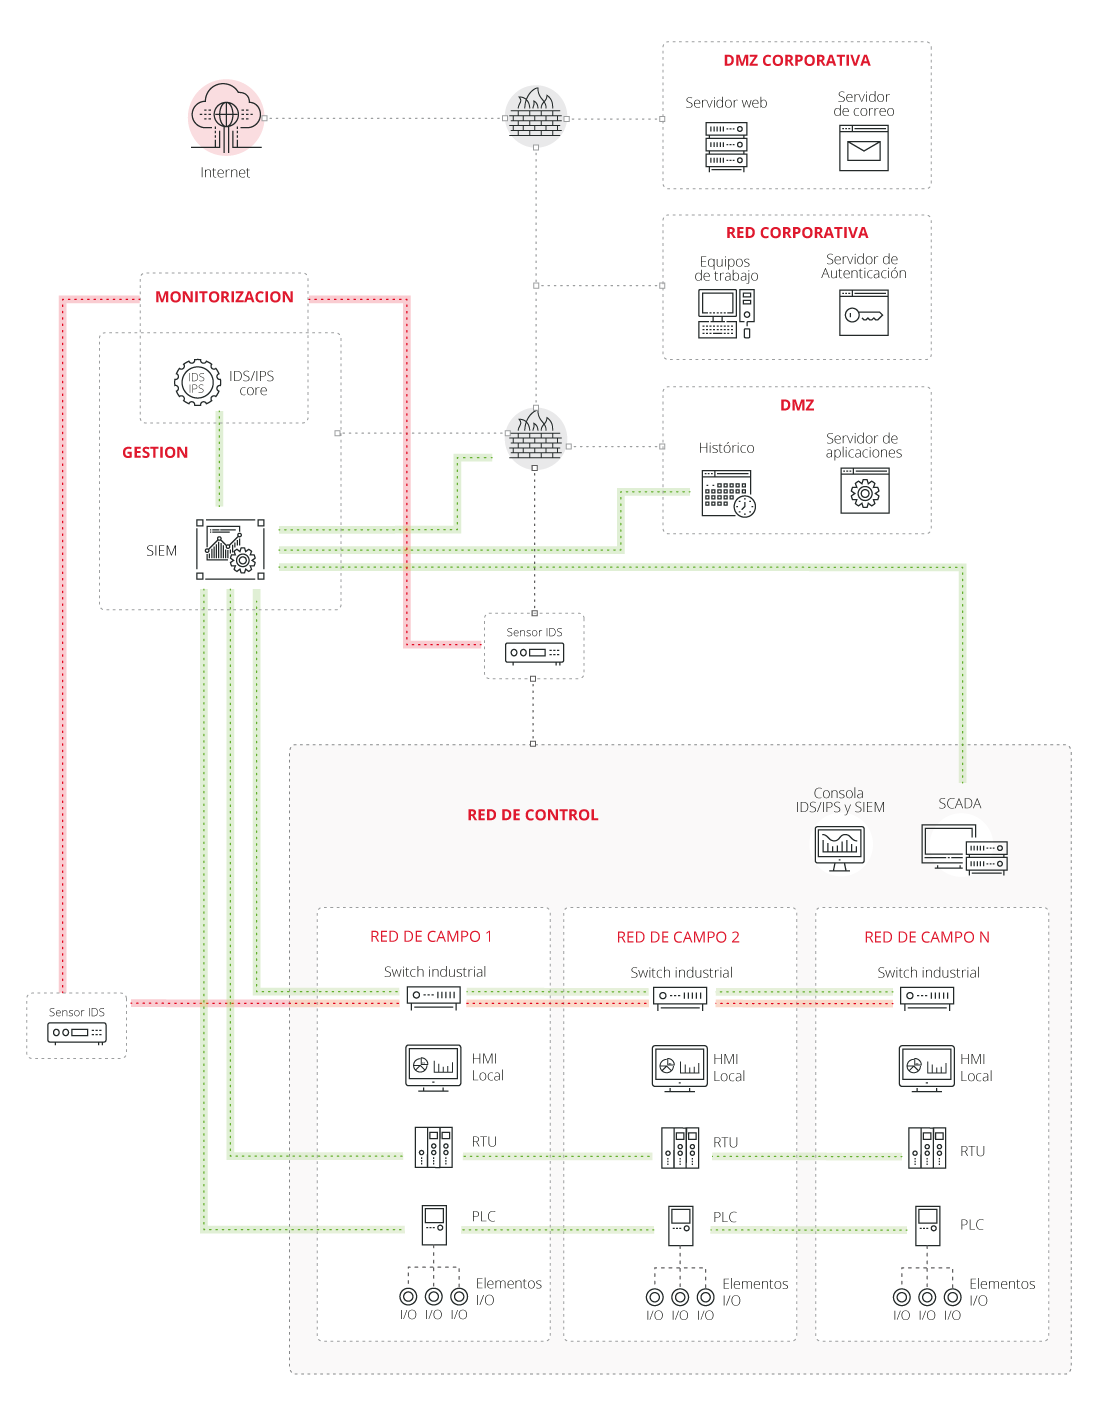 DMZ CORPORATIVA
Servidor web
Servidor
de correo
Internet
RED CORPORATIVA
Equipos
de trabajo
Servidor de
Autenticación
MONITORIZACION
IDS
IPS
IDS/IPS
core
GESTION
SIEM
DMZ
Histórico
Servidor de
aplicaciones
Sensor IDS
RED DE CONTROL
Consola
IDS/IPS y SIEM
SCADA
Sensor IDS
RED DE CAMPO 1
Switch industrial
HMI
Local
RTU
PLC
Elementos
I/O
I/O I/O I/O
RED DE CAMPO 2
Switch industrial
HMI
Local
RTU
PLC
Elementos
I/O
I/O I/O I/O
RED DE CAMPO N
Switch industrial
HMI
Local
RTU
PLC
Elementos
I/O
I/O I/O I/O